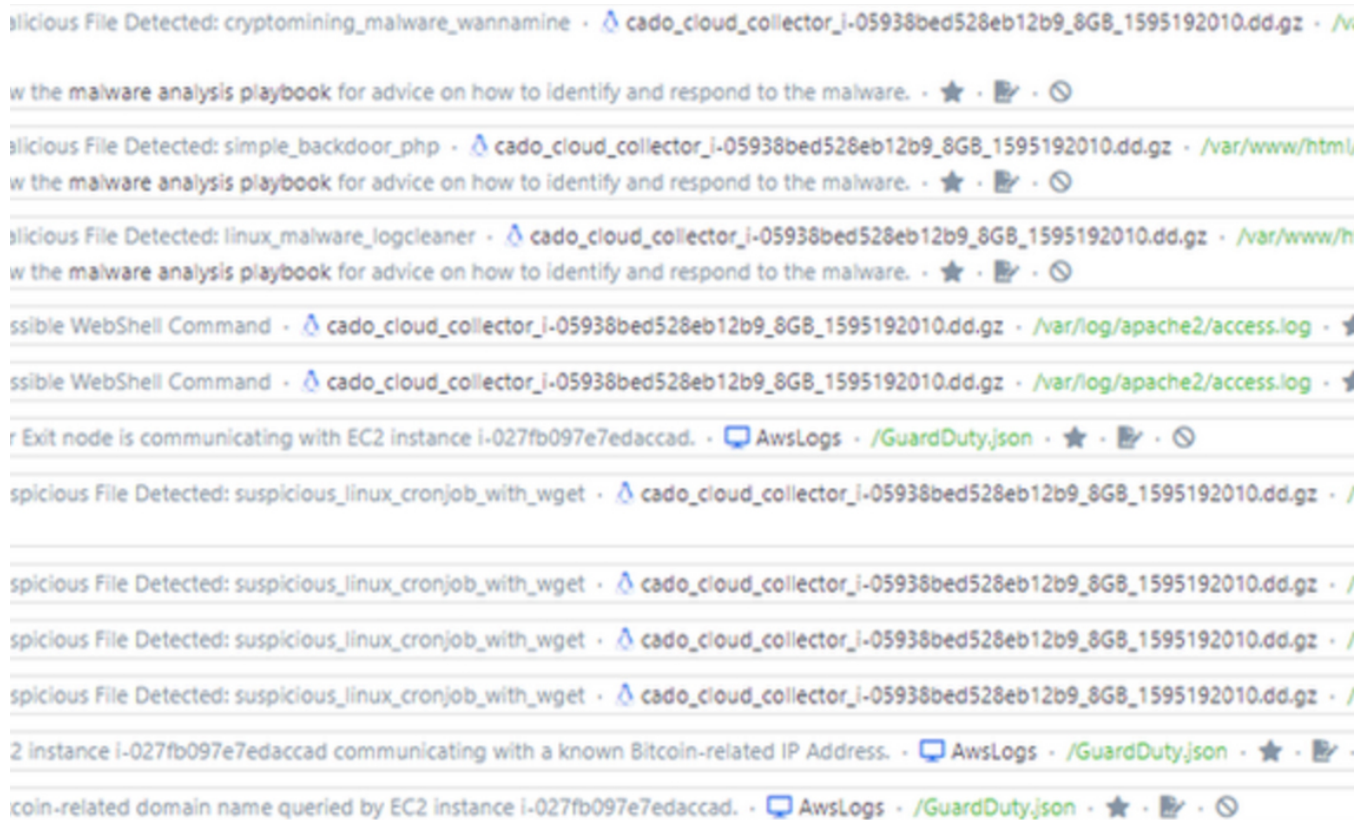 alicious File Detected: cryptomining_malware_wannamine · cado_cloud_collector_i-05938bed528eb12b9_8GB_1595192010.dd.gz · /va
w the malware analysis playbook for advice on how to identify and respond to the malware. ·
alicious File Detected: simple_backdoor_php · cado_cloud_collector_i-05938bed528eb12b9_8GB_1595192010.dd.gz · /var/www/html/
w the malware analysis playbook for advice on how to identify and respond to the malware. ·
alicious File Detected: linux_malware_logcleaner · cado_cloud_collector_i-05938bed528eb12b9_8GB_1595192010.dd.gz · /var/www/h
w the malware analysis playbook for advice on how to identify and respond to the malware. ·
ssible WebShell Command · cado_cloud_collector_i-05938bed528eb12b9_8GB_1595192010.dd.gz · /var/log/apache2/access.log ·
ssible WebShell Command · cado_cloud_collector_i-05938bed528eb12b9_8GB_1595192010.dd.gz · /var/log/apache2/access.log ·
r Exit node is communicating with EC2 instance i-027fb097e7edaccad. · AwsLogs · /GuardDuty.json ·
spicious File Detected: suspicious_linux_cronjob_with_wget · cado_cloud_collector_i-05938bed528eb12b9_8GB_1595192010.dd.gz · /
spicious File Detected: suspicious_linux_cronjob_with_wget · cado_cloud_collector_i-05938bed528eb12b9_8GB_1595192010.dd.gz · /
spicious File Detected: suspicious_linux_cronjob_with_wget · cado_cloud_collector_i-05938bed528eb12b9_8GB_1595192010.dd.gz · /
spicious File Detected: suspicious_linux_cronjob_with_wget · cado_cloud_collector_i-05938bed528eb12b9_8GB_1595192010.dd.gz · /
2 instance i-027fb097e7edaccad communicating with a known Bitcoin-related IP Address. · AwsLogs · /GuardDuty.json ·
coin-related domain name queried by EC2 instance i-027fb097e7edaccad. · AwsLogs · /GuardDuty.json ·